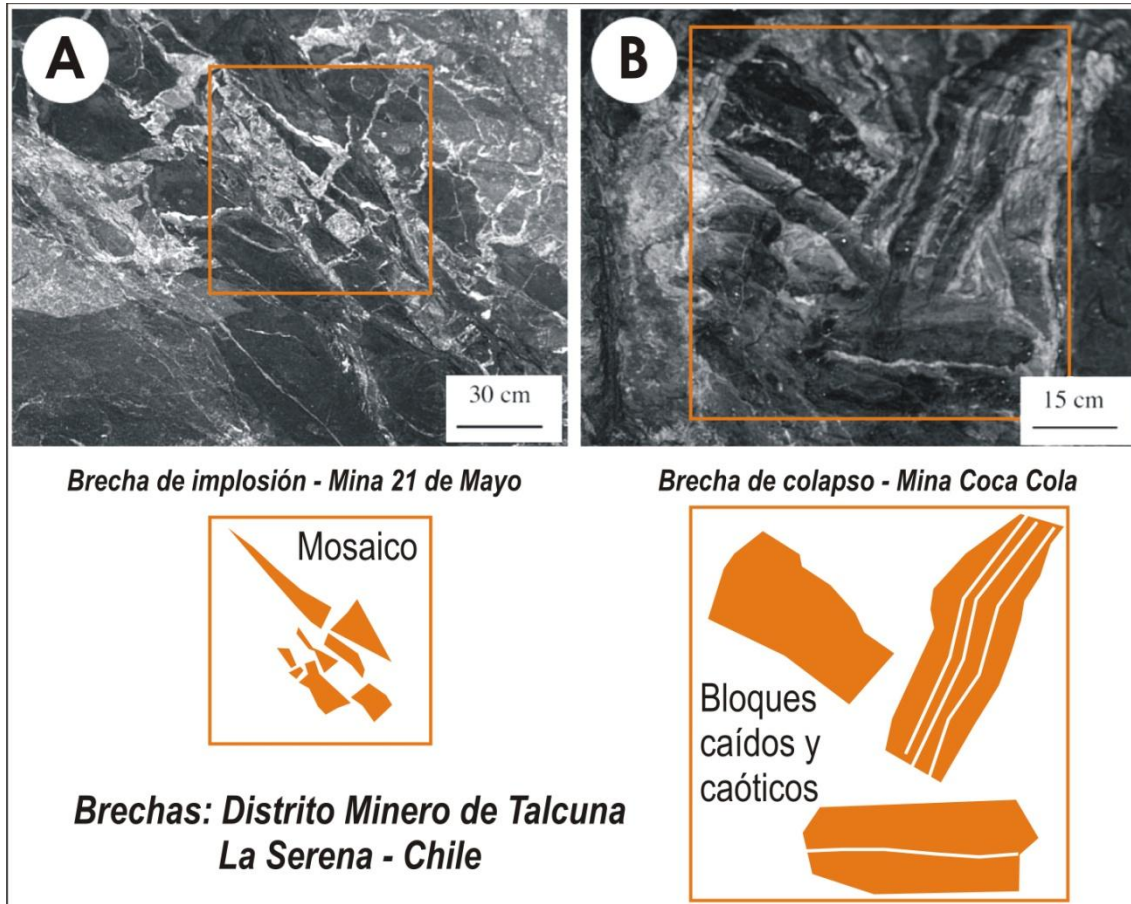 A
B
30 cm
15 cm
Brecha de implosión - Mina 21 de Mayo
Brecha de colapso - Mina Coca Cola
Mosaico
Bloques
caídos y
caóticos
Brechas: Distrito Minero de Talcuna
La Serena - Chile